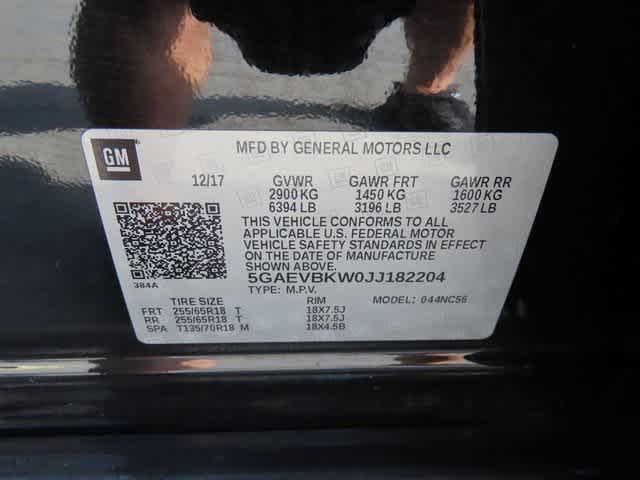 GM
MFD BY GENERAL MOTORS LLC
12/17 GVWR GAWR FRT GAWR RR
2900 KG 1450 KG 1600 KG
6394 LB 3196 LB 3527 LB
THIS VEHICLE CONFORMS TO ALL
APPLICABLE U.S. FEDERAL MOTOR
VEHICLE SAFETY STANDARDS IN EFFECT
ON THE DATE OF MANUFACTURE
SHOWN ABOVE.
384A
5GAEVBKW0JJ182204
TYPE: M.P.V. MODEL: 044NC56
TIRE SIZE RIM
FRT 255/65R18 T 18X7.5J
RR 255/65R18 T 18X7.5J
SPA T135/70R18 M 18X4.5B